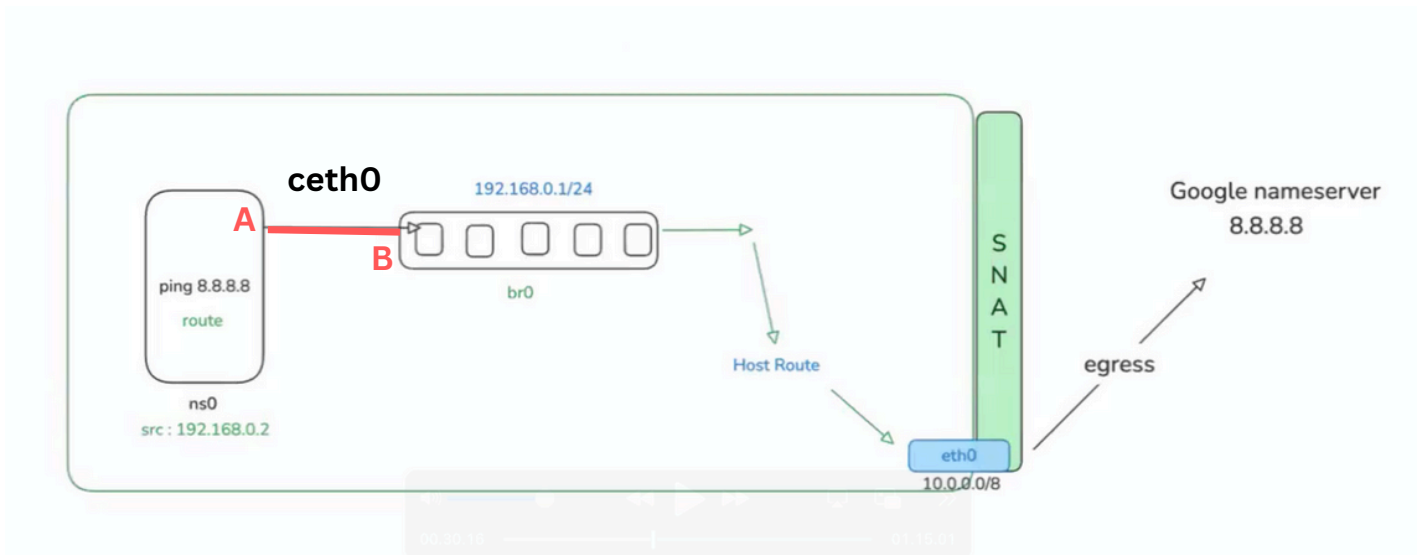 ceth0
192.168.0.1/24
A
B
ping 8.8.8.8
route
br0
ns0
src : 192.168.0.2
Host Route
S
N
A
T
eth0
10.0.0.0/8
Google nameserver
8.8.8.8
egress